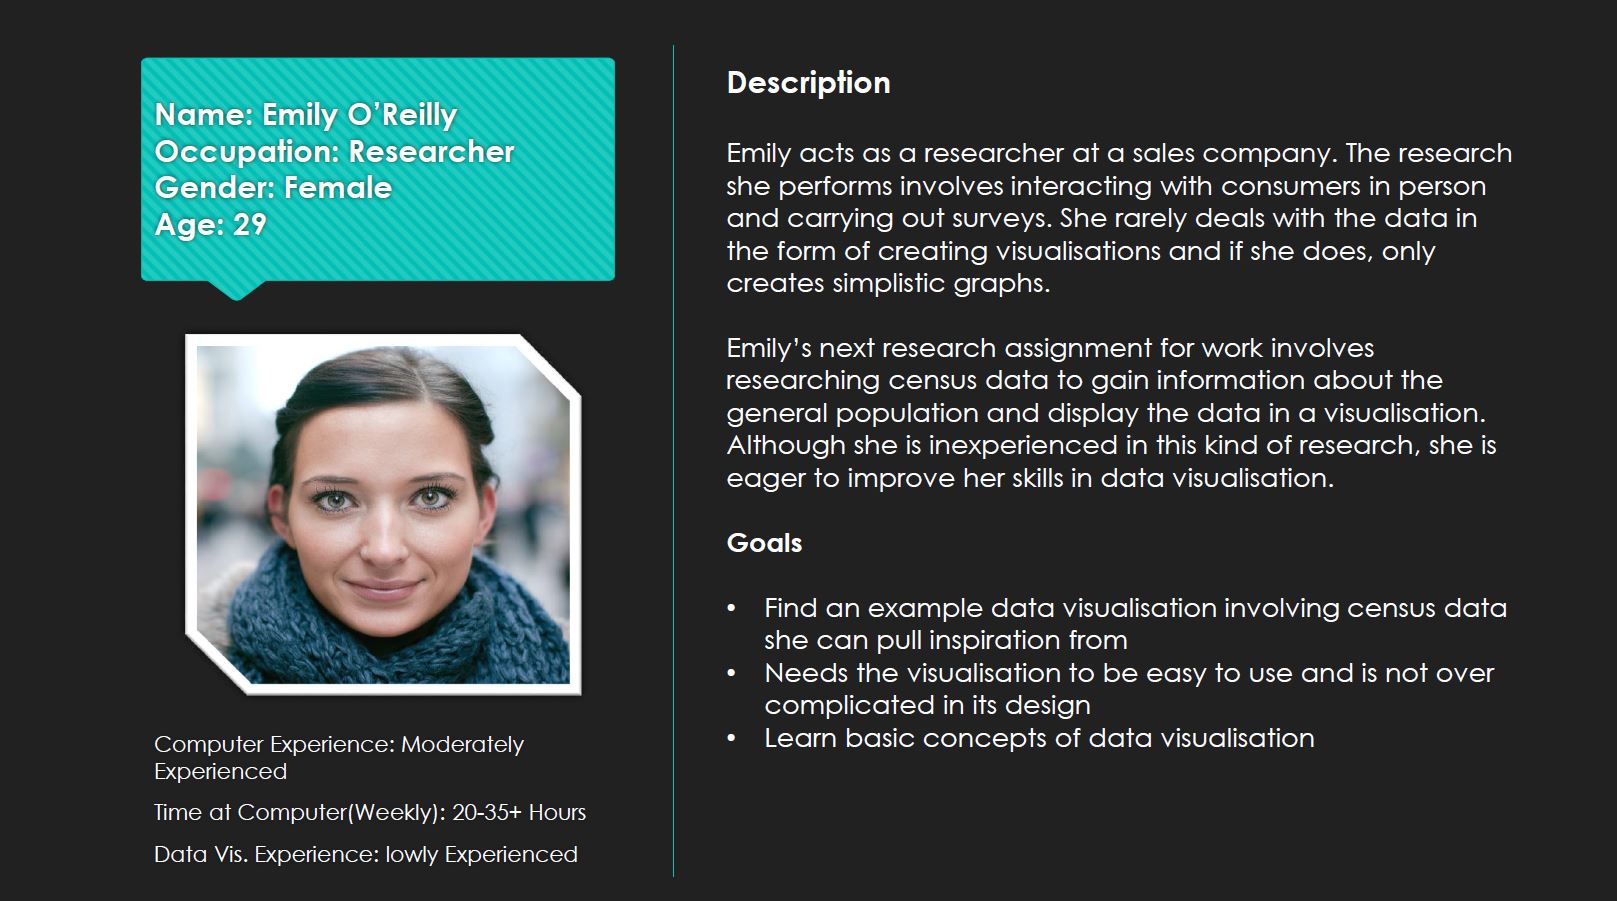 Name: Emily O’Reilly
Occupation: Researcher
Gender: Female
Age: 29
Computer Experience: Moderately
Experienced
Time at Computer(Weekly): 20-35+ Hours
Data Vis. Experience: lowly Experienced
Description
Emily acts as a researcher at a sales company. The research
she performs involves interacting with consumers in person
and carrying out surveys. She rarely deals with the data in
the form of creating visualisations and if she does, only
creates simplistic graphs.
Emily’s next research assignment for work involves
researching census data to gain information about the
general population and display the data in a visualisation.
Although she is inexperienced in this kind of research, she is
eager to improve her skills in data visualisation.
Goals
• Find an example data visualisation involving census data
she can pull inspiration from
• Needs the visualisation to be easy to use and is not over
complicated in its design
• Learn basic concepts of data visualisation